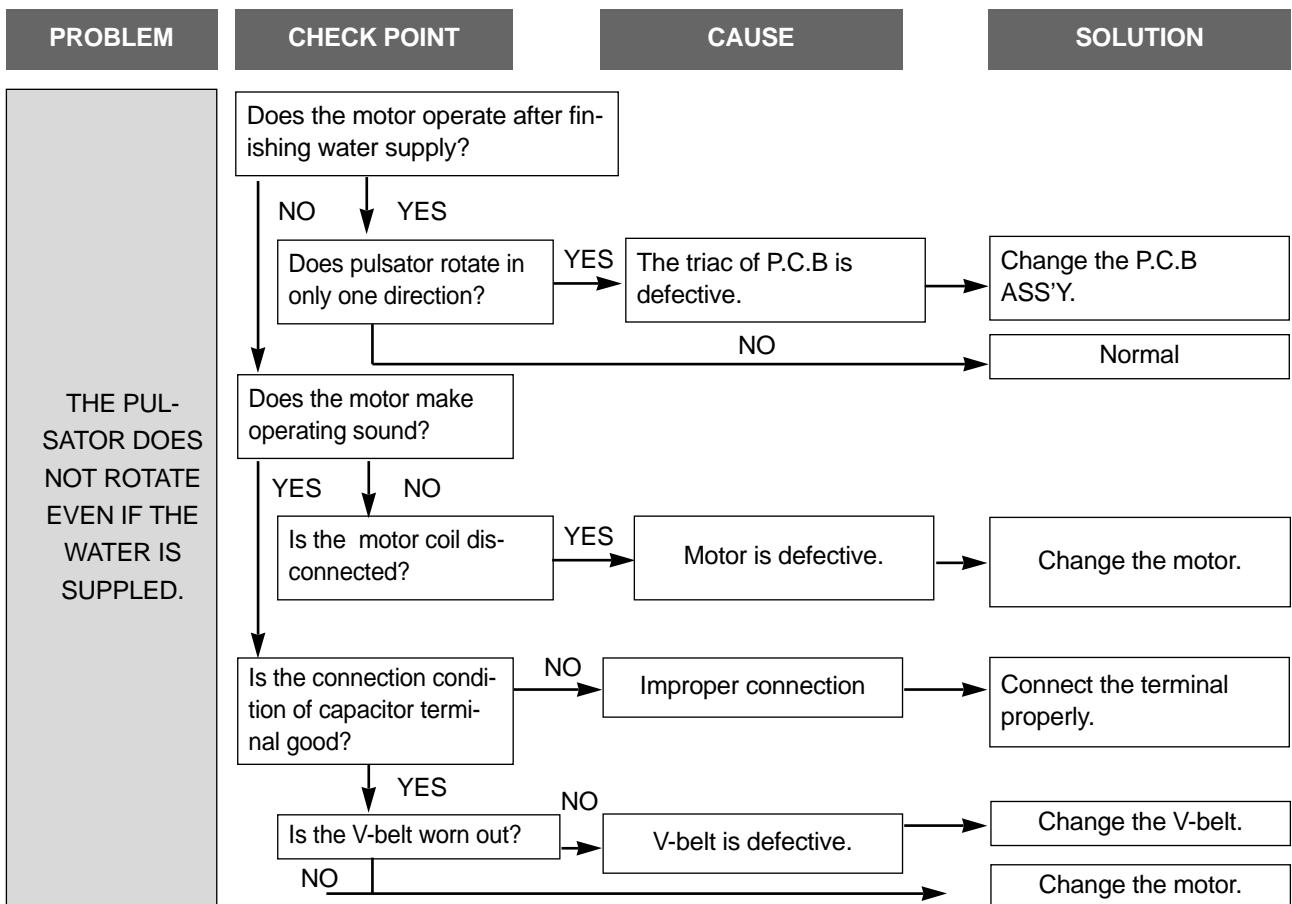 PROBLEM
CHECK POINT
CAUSE
SOLUTION
THE PUL-
SATOR DOES
NOT ROTATE
EVEN IF THE
WATER IS
SUPPLED.
Does the motor operate after fin-
ishing water supply?
NO
YES
Does pulsator rotate in
only one direction?
YES
The triac of P.C.B is
defective.
Change the P.C.B
ASS’Y.
NO
Normal
Does the motor make
operating sound?
YES
NO
Is the motor coil dis-
connected?
YES
Motor is defective.
Change the motor.
Is the connection condi-
tion of capacitor termi-
nal good?
NO
Improper connection
Connect the terminal
properly.
YES
Is the V-belt worn out?
NO
V-belt is defective.
Change the V-belt.
NO
Change the motor.